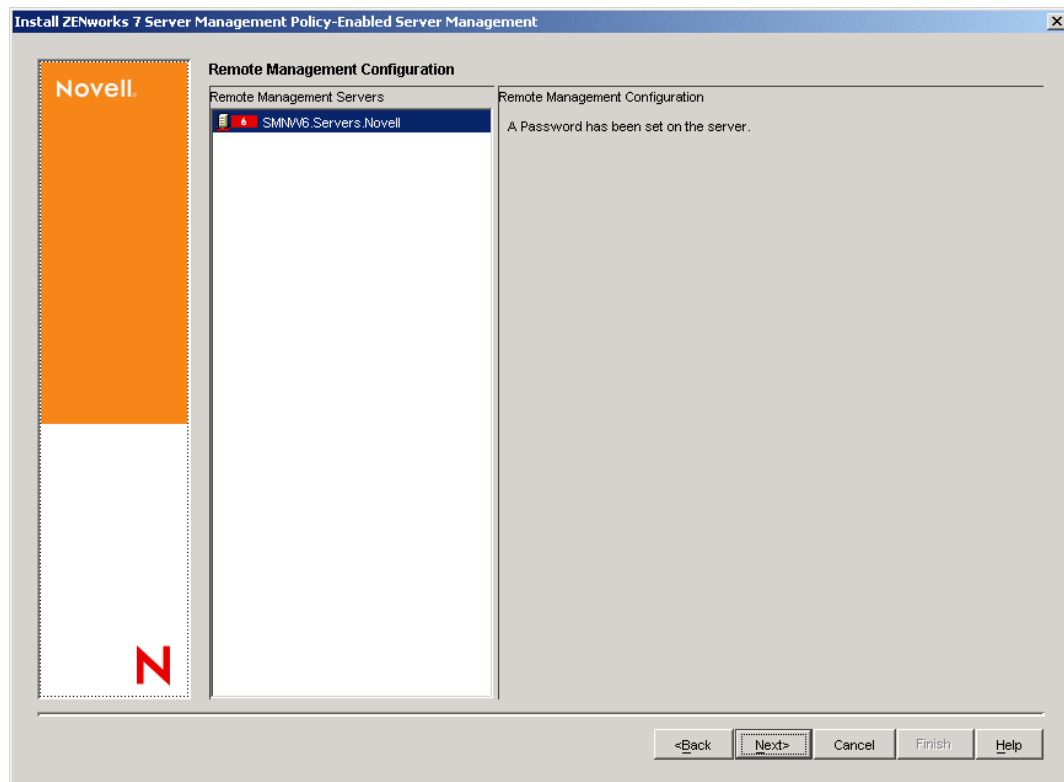 Install ZENworks 7 Server Management Policy-Enabled Server Management
Novell.
Remote Management Configuration
Remote Management Servers
6 SMNW6.Servers.Novell
Remote Management Configuration
A Password has been set on the server.
N
<Back Next> Cancel Finish Help